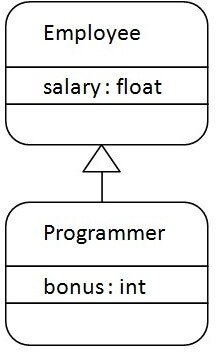 Employee
salary : float
Programmer
bonus : int